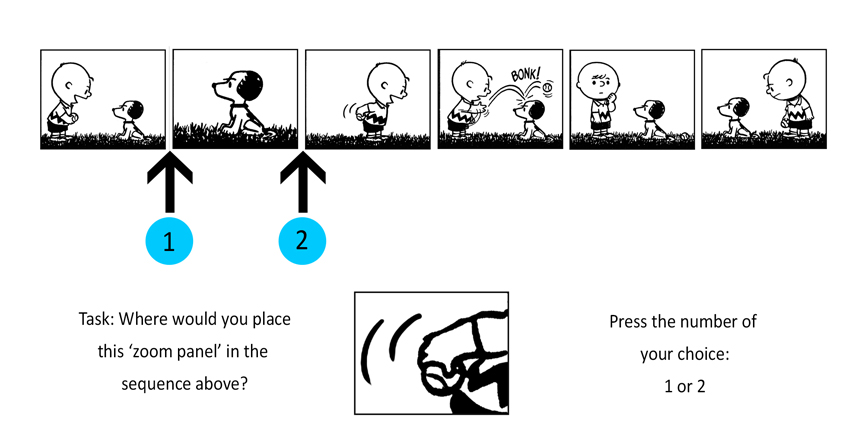 BONK!
1
2
Task: Where would you place
this ‘zoom panel’ in the
sequence above?
Press the number of
your choice:
1 or 2